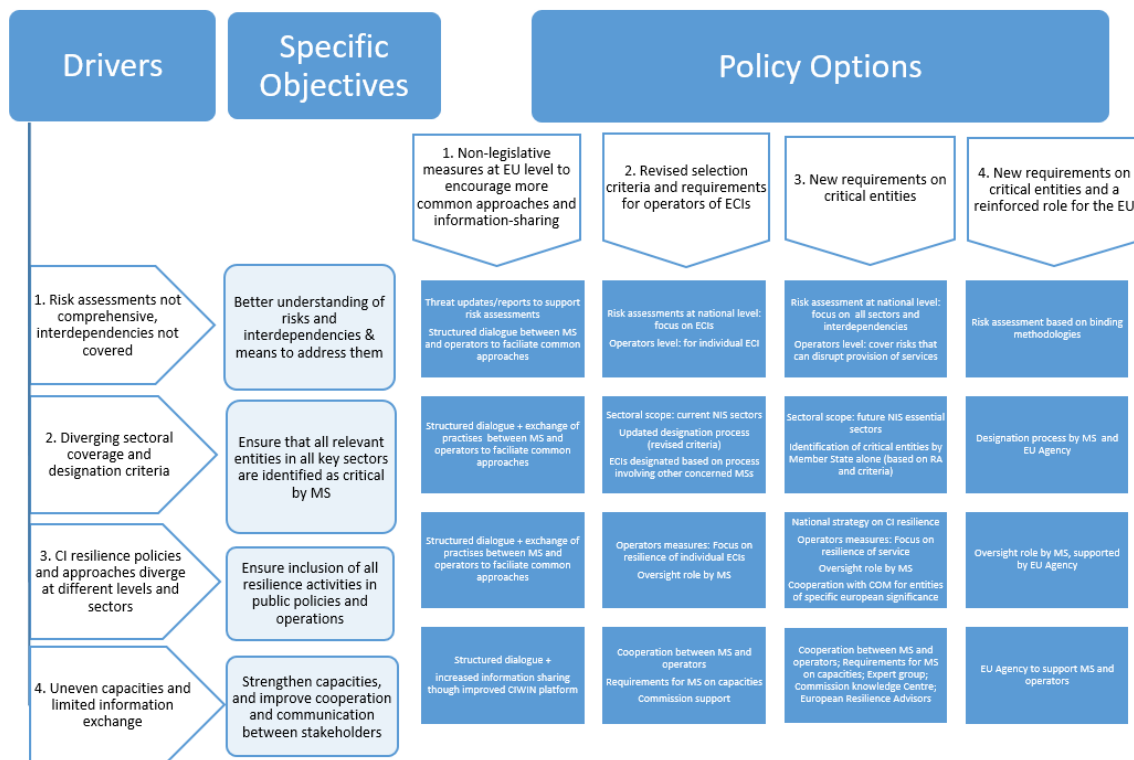 Drivers
Specific
Objectives
Policy Options
1. Non-legislative
measures at EU level to
encourage more
common approaches and
information-sharing
2. Revised selection
criteria and requirements
for operators of ECIs
3. New requirements on
critical entities
4. New requirements on
critical entities and a
reinforced role for the EU
1. Risk assessments not
comprehensive,
interdependencies not
covered
Better understanding of
risks and
interdependencies &
means to address them
Threat updates/reports to support
risk assessments
Structured dialogue between MS
and operators to faciliate common
approaches
Risk assessments at national level:
focus on ECIs
Operators level: for individual ECI
Risk assessment at national level:
focus on  all sectors and
interdependencies
Operators level: cover risks that
can disrupt provision of services
Risk assessment based on binding
methodologies
2. Diverging sectoral
coverage and
designation criteria
Ensure that all relevant
entities in all key sectors
are identified as critical
by MS
Structured dialogue + exchange of
practises  between MS and
operators to faciliate common
approaches
Sectoral scope: current NIS sectors
Updated designation process
(revised criteria)
ECIs designated based on process
involving other concerned MSs
Sectoral scope: future NIS essential
sectors
Identification of critical entities by
Member State alone (based on RA
and criteria)
Designation process by MS  and
EU Agency
3. CI resilience policies
and approaches diverge
at different levels and
sectors
Ensure inclusion of all
resilience activities in
public policies and
operations
Structured dialogue + exchange of
practises between MS and
operators to faciliate common
approaches
Operators measures: Focus on
resilience of individual ECIs
Oversight role by MS
National strategy on CI resilience
Operators measures: Focus on
resilience of service
Oversight role by MS
Cooperation with COM for entities
of specific european significance
Oversight role by MS, supported
by EU Agency
4. Uneven capacities and
limited information
exchange
Strengthen capacities,
and improve cooperation
and communication
between stakeholders
Structured dialogue +
increased information sharing
though improved CIWIN platform
Cooperation between MS and
operators
Requirements for MS on capacities
Commission support
Cooperation between MS and
operators; Requirements for MS
on capacities; Expert group;
Commission knowledge Centre;
European Resilience Advisors
EU Agency to support MS and
operators